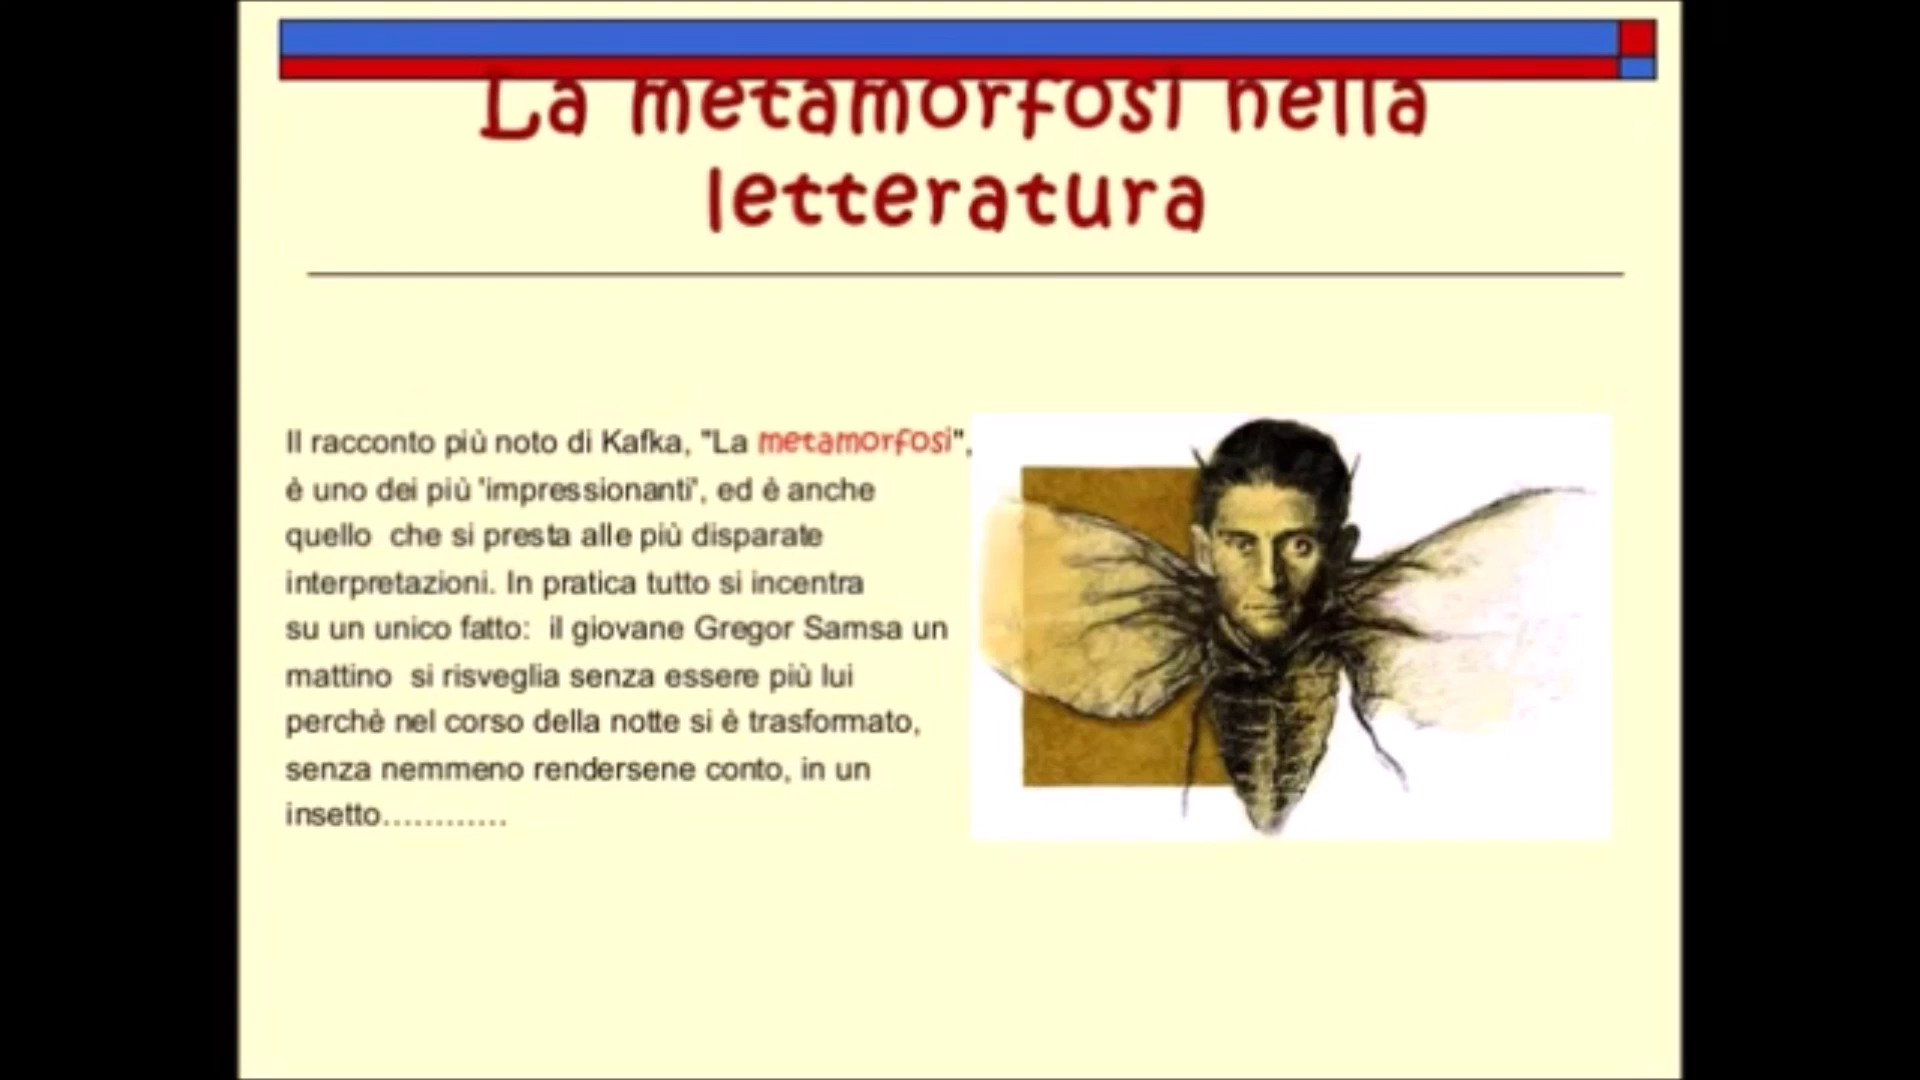 La metamorfosi nella
letteratura
Il racconto più noto di Kafka, "La metamorfosi",
è uno dei più 'impressionanti', ed è anche
quello che si presta alle più disparate
interpretazioni. In pratica tutto si incentra
su un unico fatto: il giovane Gregor Samsa un
mattino si risveglia senza essere più lui
perchè nel corso della notte si è trasformato,
senza nemmeno rendersene conto, in un
insetto…………